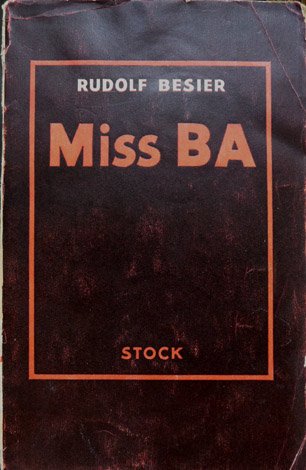 RUDOLF BESIER
Miss BA
STOCK